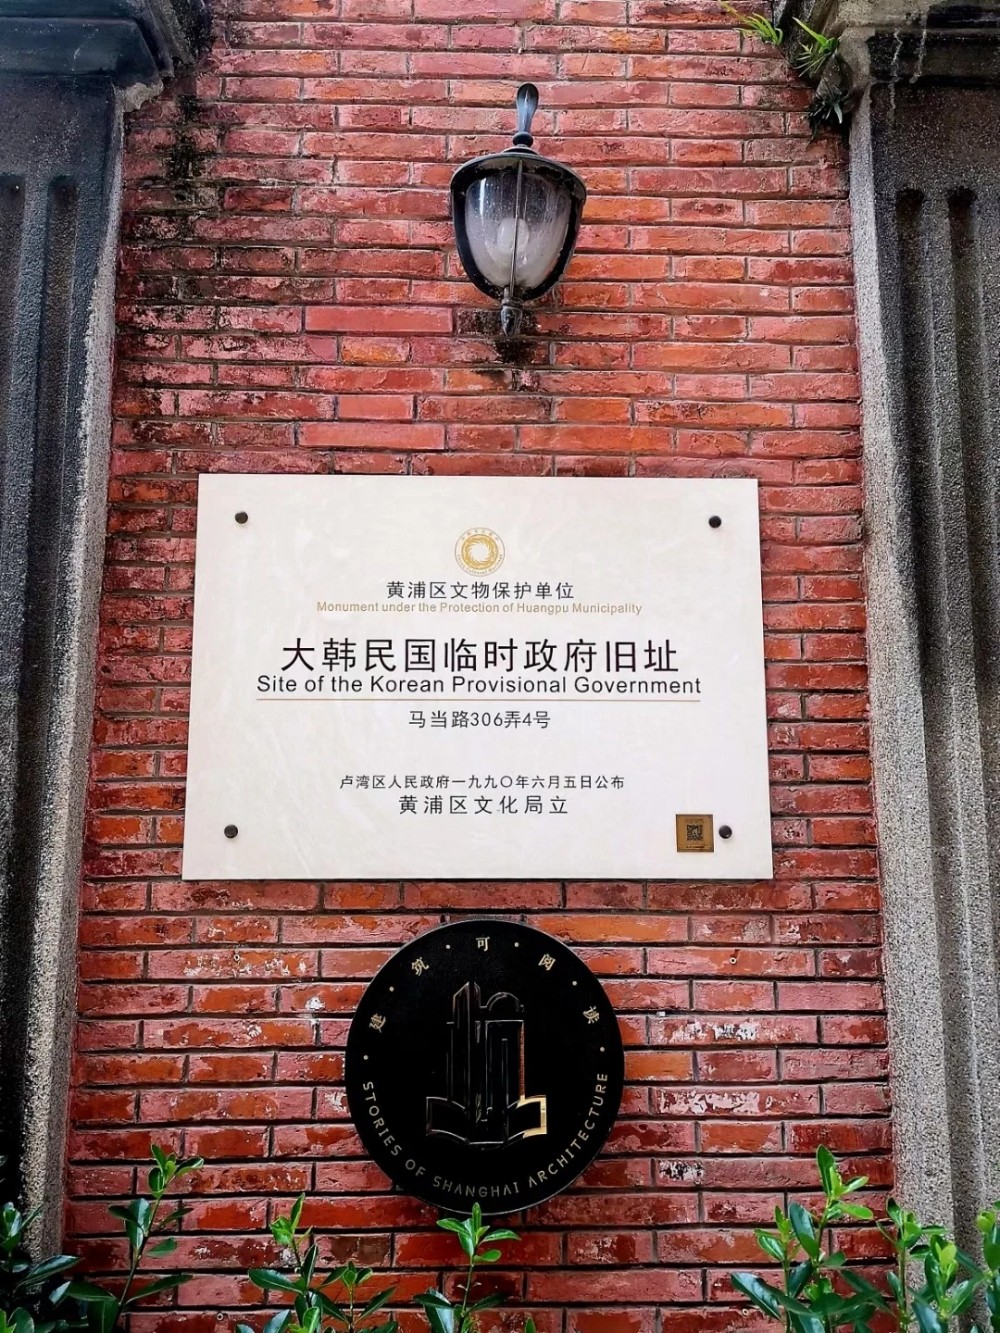 黄浦区文物保护单位
Monument under the Protection of Huangpu Municipality
大韩民国临时政府旧址
Site of the Korean Provisional Government
马当路306弄4号
卢湾区人民政府一九九〇年六月五日公布
黄浦区文化局立
建·筑·可·阅·读
STORIES OF SHANGHAI ARCHITECTURE